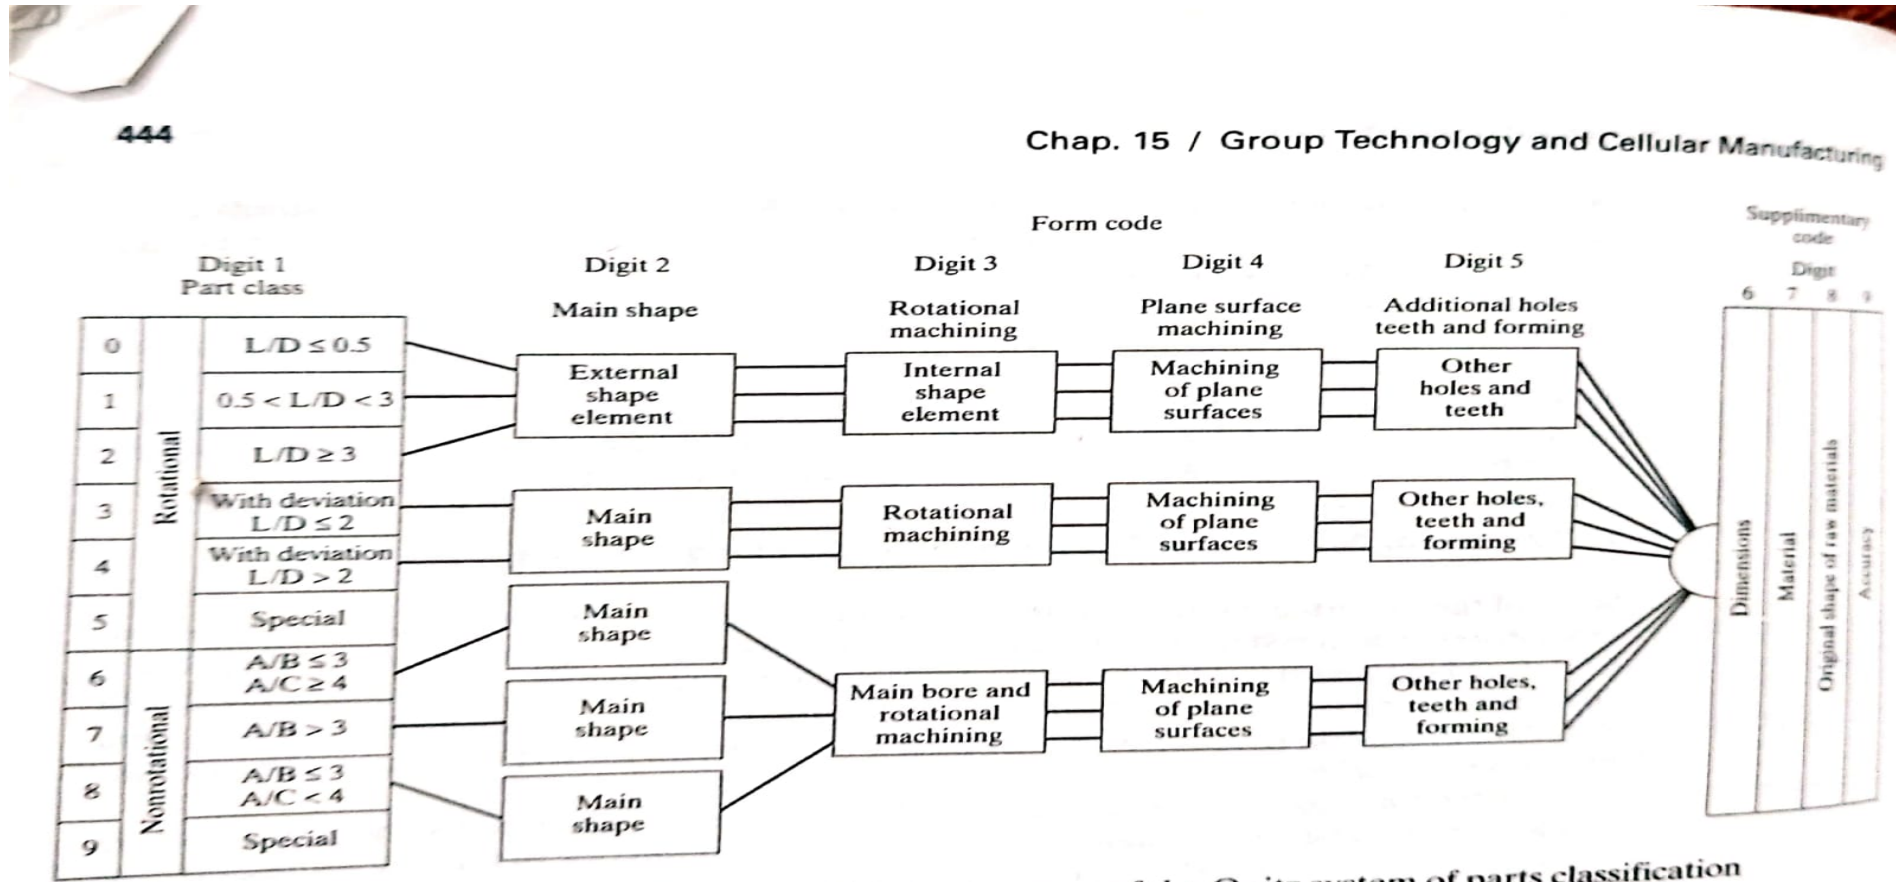 444
Chap. 15 / Group Technology and Cellular Manufacturing
Form code
Supplimentary
code
Digit 1
Part class
Digit 2
Main shape
Digit 3
Rotational
machining
Digit 4
Plane surface
machining
Digit 5
Additional holes
teeth and forming
Digit
6 7 8 9
0
1
2
3
4
5
6
7
8
9
Rotational
Nonrotational
L/D ≤ 0.5
0.5 < L/D < 3
L/D ≥ 3
With deviation
L/D ≤ 2
With deviation
L/D > 2
Special
A/B ≤ 3
A/C ≥ 4
A/B > 3
A/B ≤ 3
A/C < 4
Special
External
shape
element
Internal
shape
element
Machining
of plane
surfaces
Other
holes and
teeth
Main
shape
Rotational
machining
Machining
of plane
surfaces
Other holes,
teeth and
forming
Main
shape
Main
shape
Main
shape
Main bore and
rotational
machining
Machining
of plane
surfaces
Other holes,
teeth and
forming
Dimensions
Material
Original shape of raw materials
Accuracy
system of parts classification